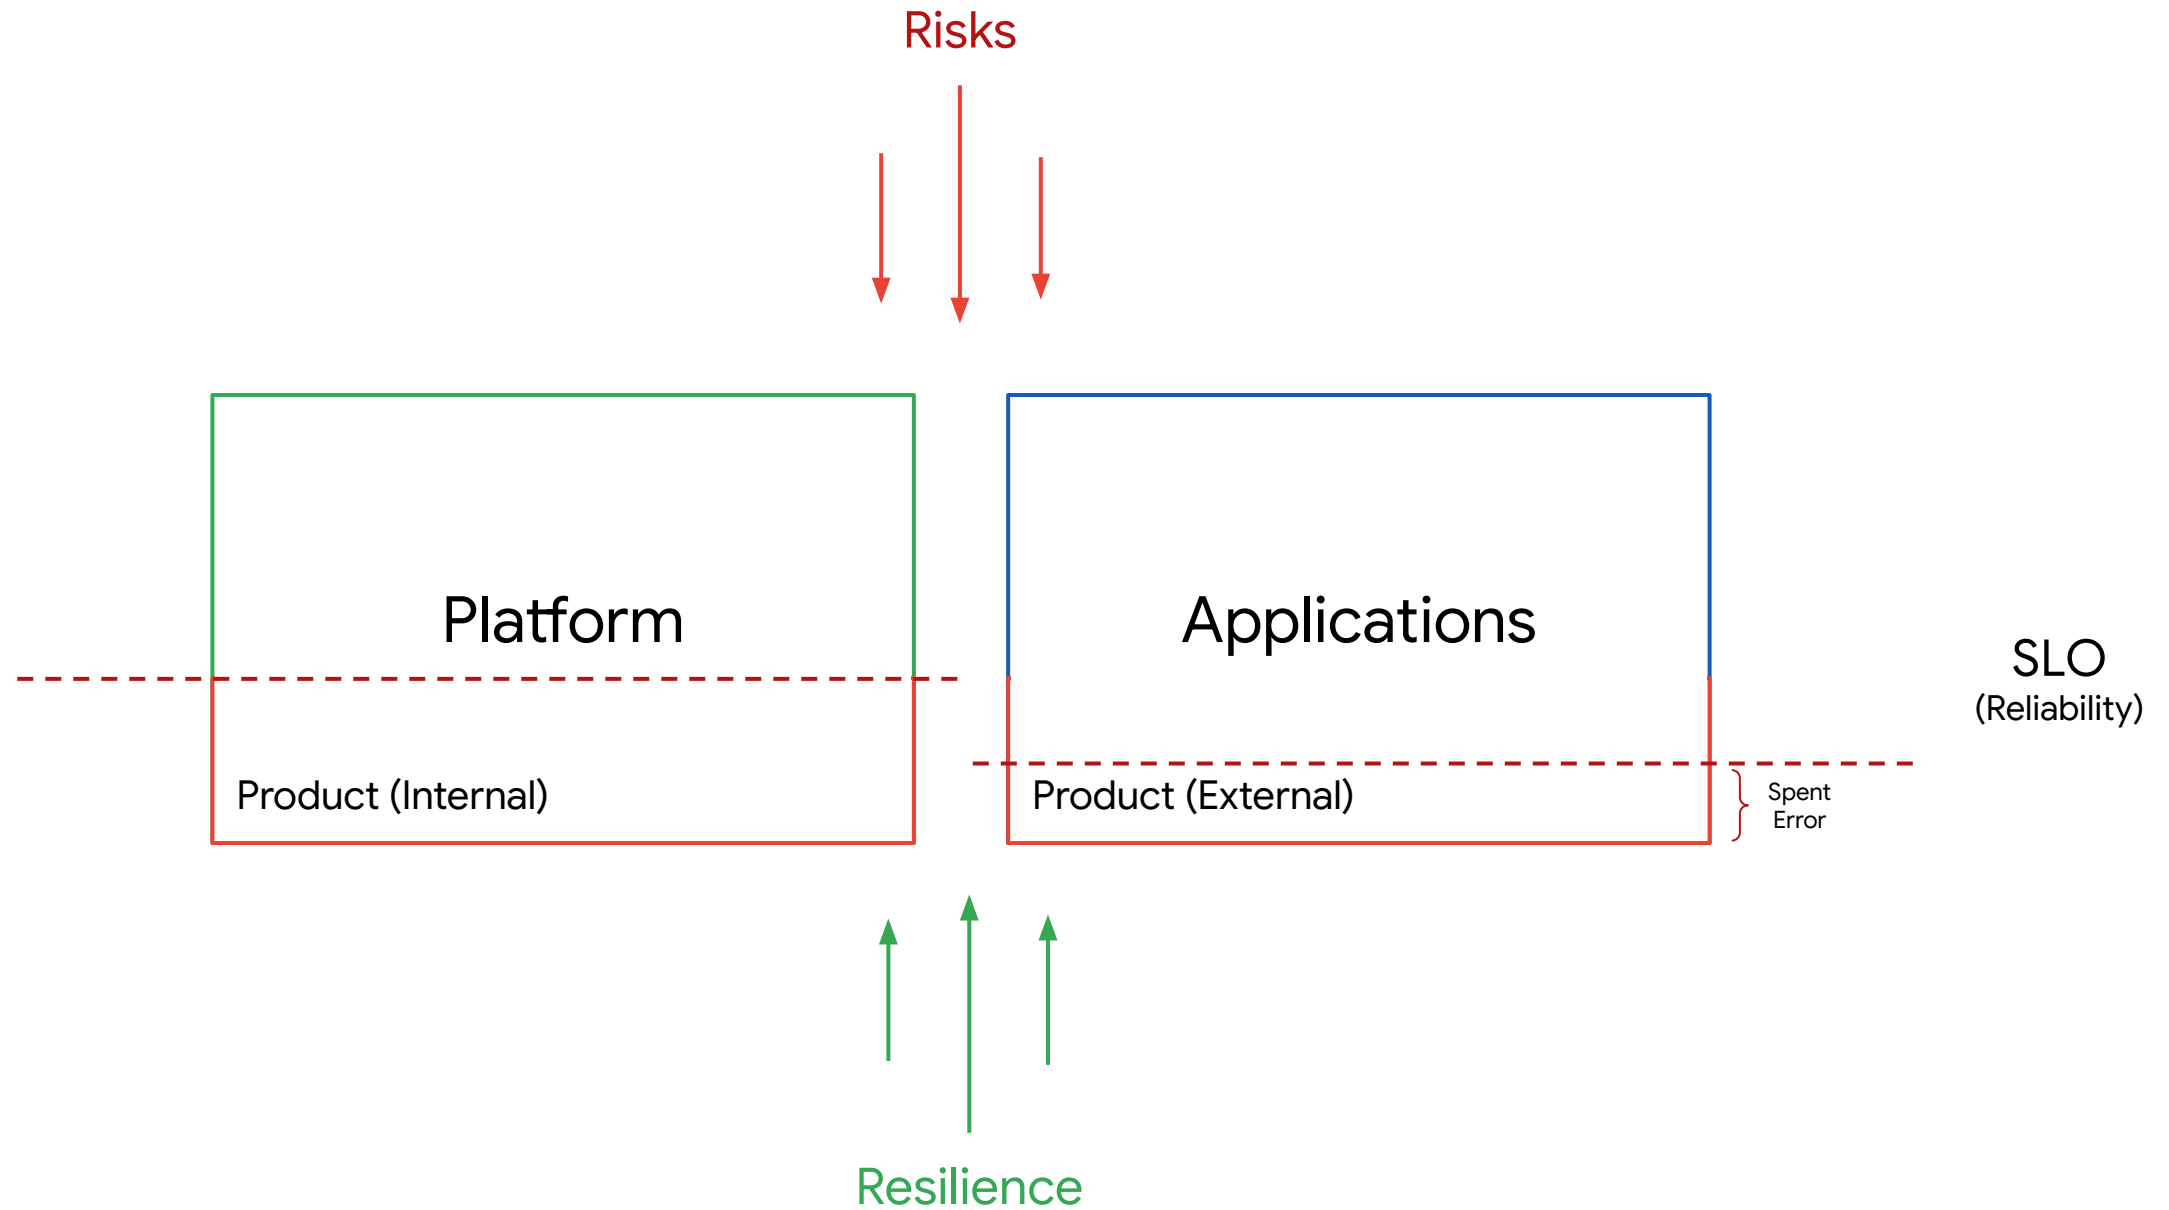 Risks
Platform
Applications
SLO
(Reliability)
Product (Internal)
Product (External)
Spent
Error
Resilience